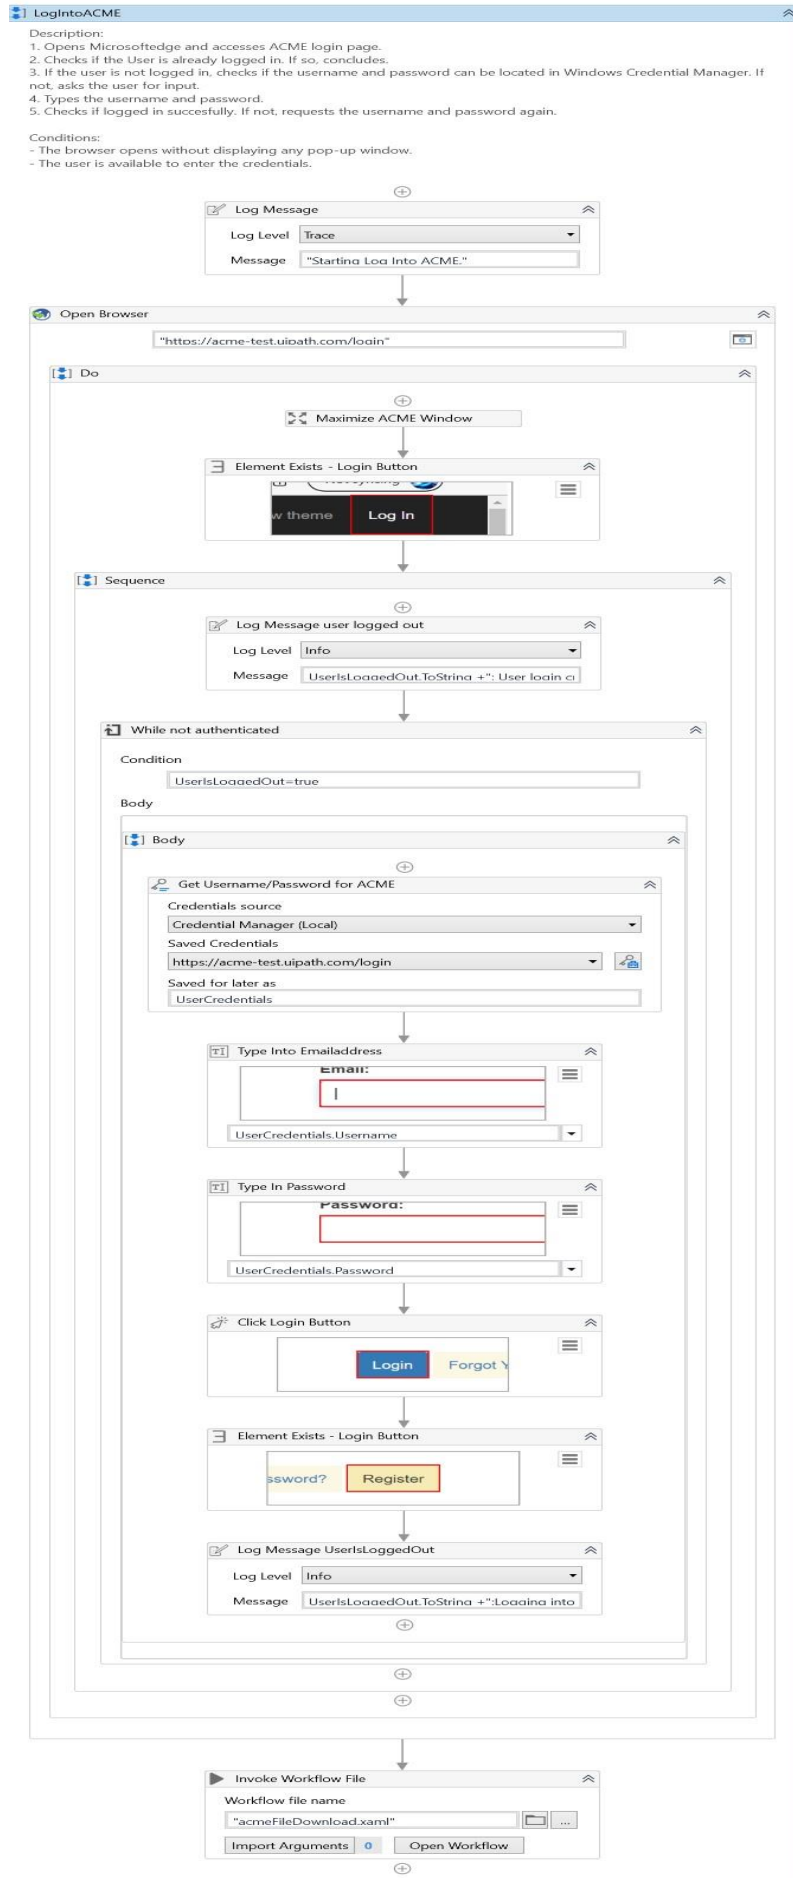 LogIntoACME
Description:
1. Opens Microsoftedge and accesses ACME login page.
2. Checks if the User is already logged in. If so, concludes.
3. If the user is not logged in, checks if the username and password can be located in Windows Credential Manager. If
not, asks the user for input.
4. Types the username and password.
5. Checks if logged in succesfully. If not, requests the username and password again.
Conditions:
- The browser opens without displaying any pop-up window.
- The user is available to enter the credentials.
Log Message
Log Level Trace
Message "Starting Log Into ACME."
Open Browser
"https://acme-test.uipath.com/login"
Do
Maximize ACME Window
Element Exists - Login Button
w theme Log In
Sequence
Log Message user logged out
Log Level Info
Message UserIsLoggedOut.ToString +": User login
While not authenticated
Condition
UserIsLoggedOut=true
Body
Body
Get Username/Password for ACME
Credentials source
Credential Manager (Local)
Saved Credentials
https://acme-test.uipath.com/login
Saved for later as
UserCredentials
Type Into Emailaddress
Email:
UserCredentials.Username
Type In Password
Password:
UserCredentials.Password
Click Login Button
Login Forgot Y
Element Exists - Login Button
ssword? Register
Log Message UserIsLoggedOut
Log Level Info
Message UserIsLoggedOut.ToString +":Logging into
Invoke Workflow File
Workflow file name
"acmeFileDownload.xaml" ...
Import Arguments 0 Open Workflow